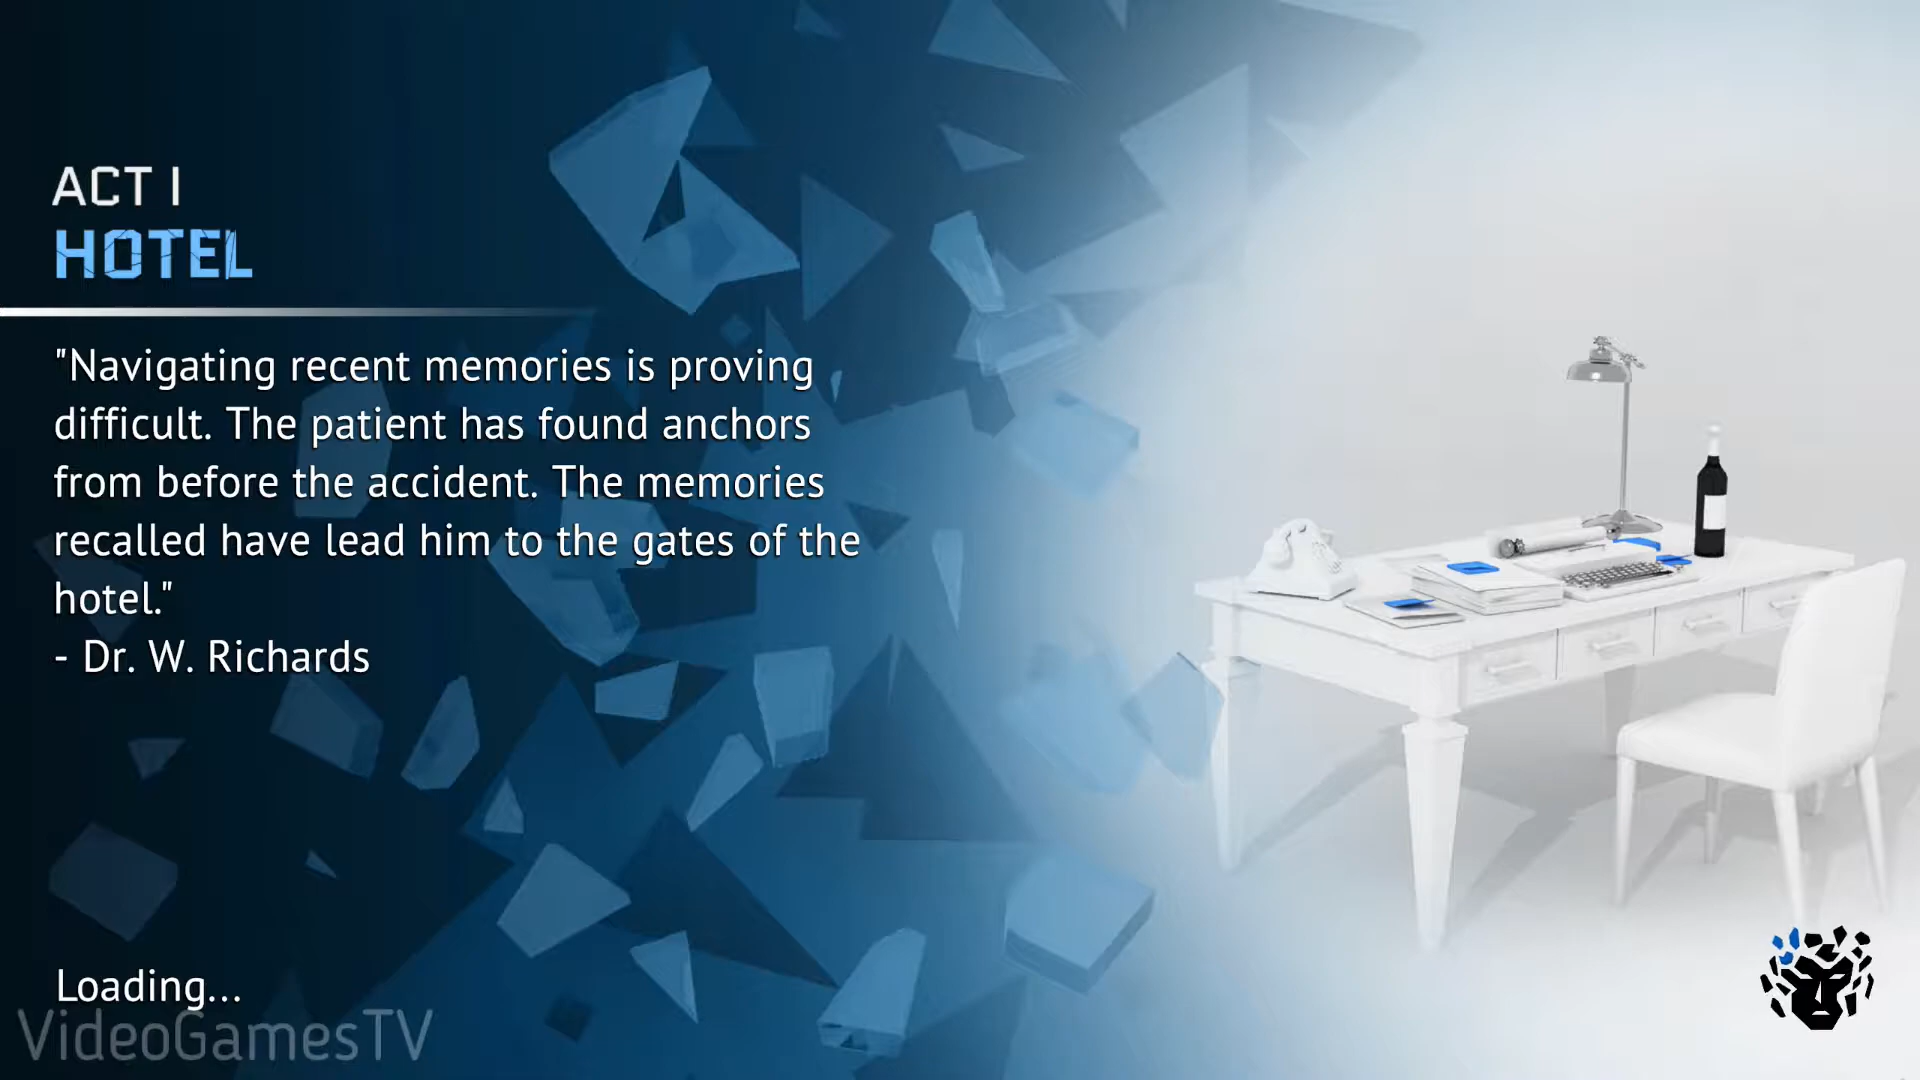 ACT I
HOTEL
"Navigating recent memories is proving
difficult. The patient has found anchors
from before the accident. The memories
recalled have lead him to the gates of the
hotel."
- Dr. W. Richards
Loading...
VideoGamesTV